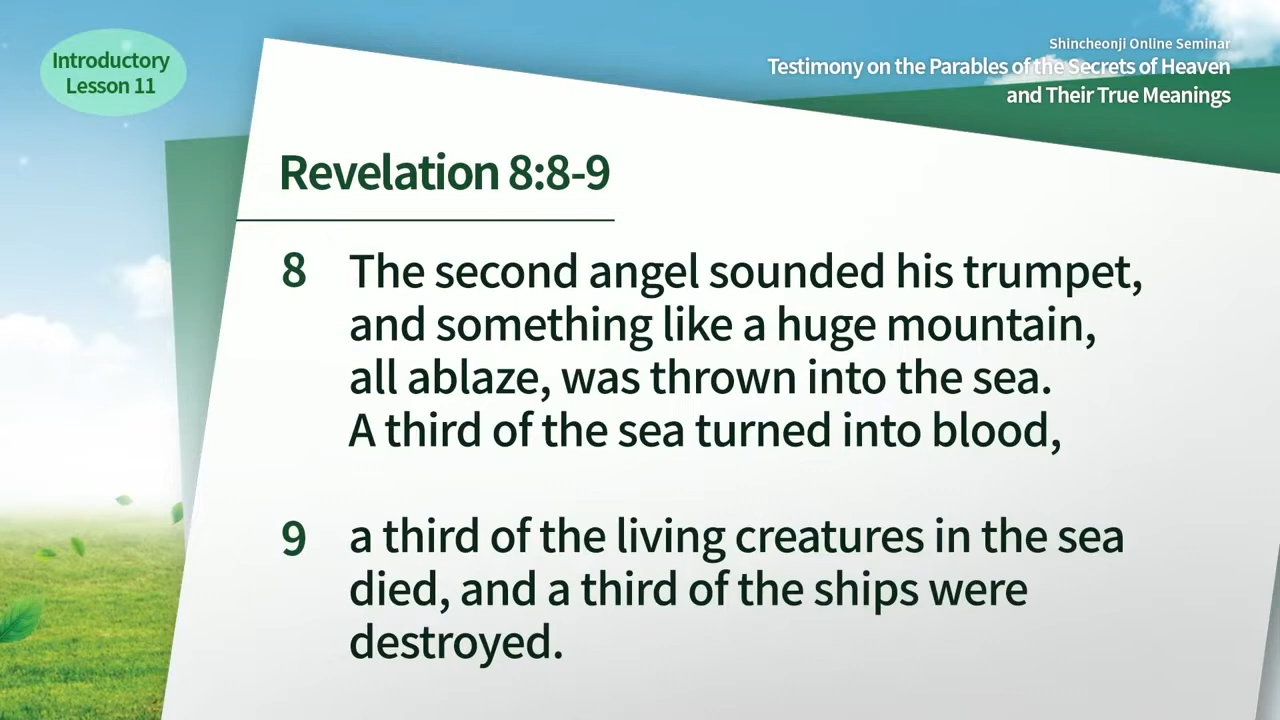 Introductory
Lesson 11
Shincheonji Online Seminar
Testimony on the Parables of the Secrets of Heaven
and Their True Meanings
Revelation 8:8-9
8 The second angel sounded his trumpet,
and something like a huge mountain,
all ablaze, was thrown into the sea.
A third of the sea turned into blood,
9 a third of the living creatures in the sea
died, and a third of the ships were
destroyed.